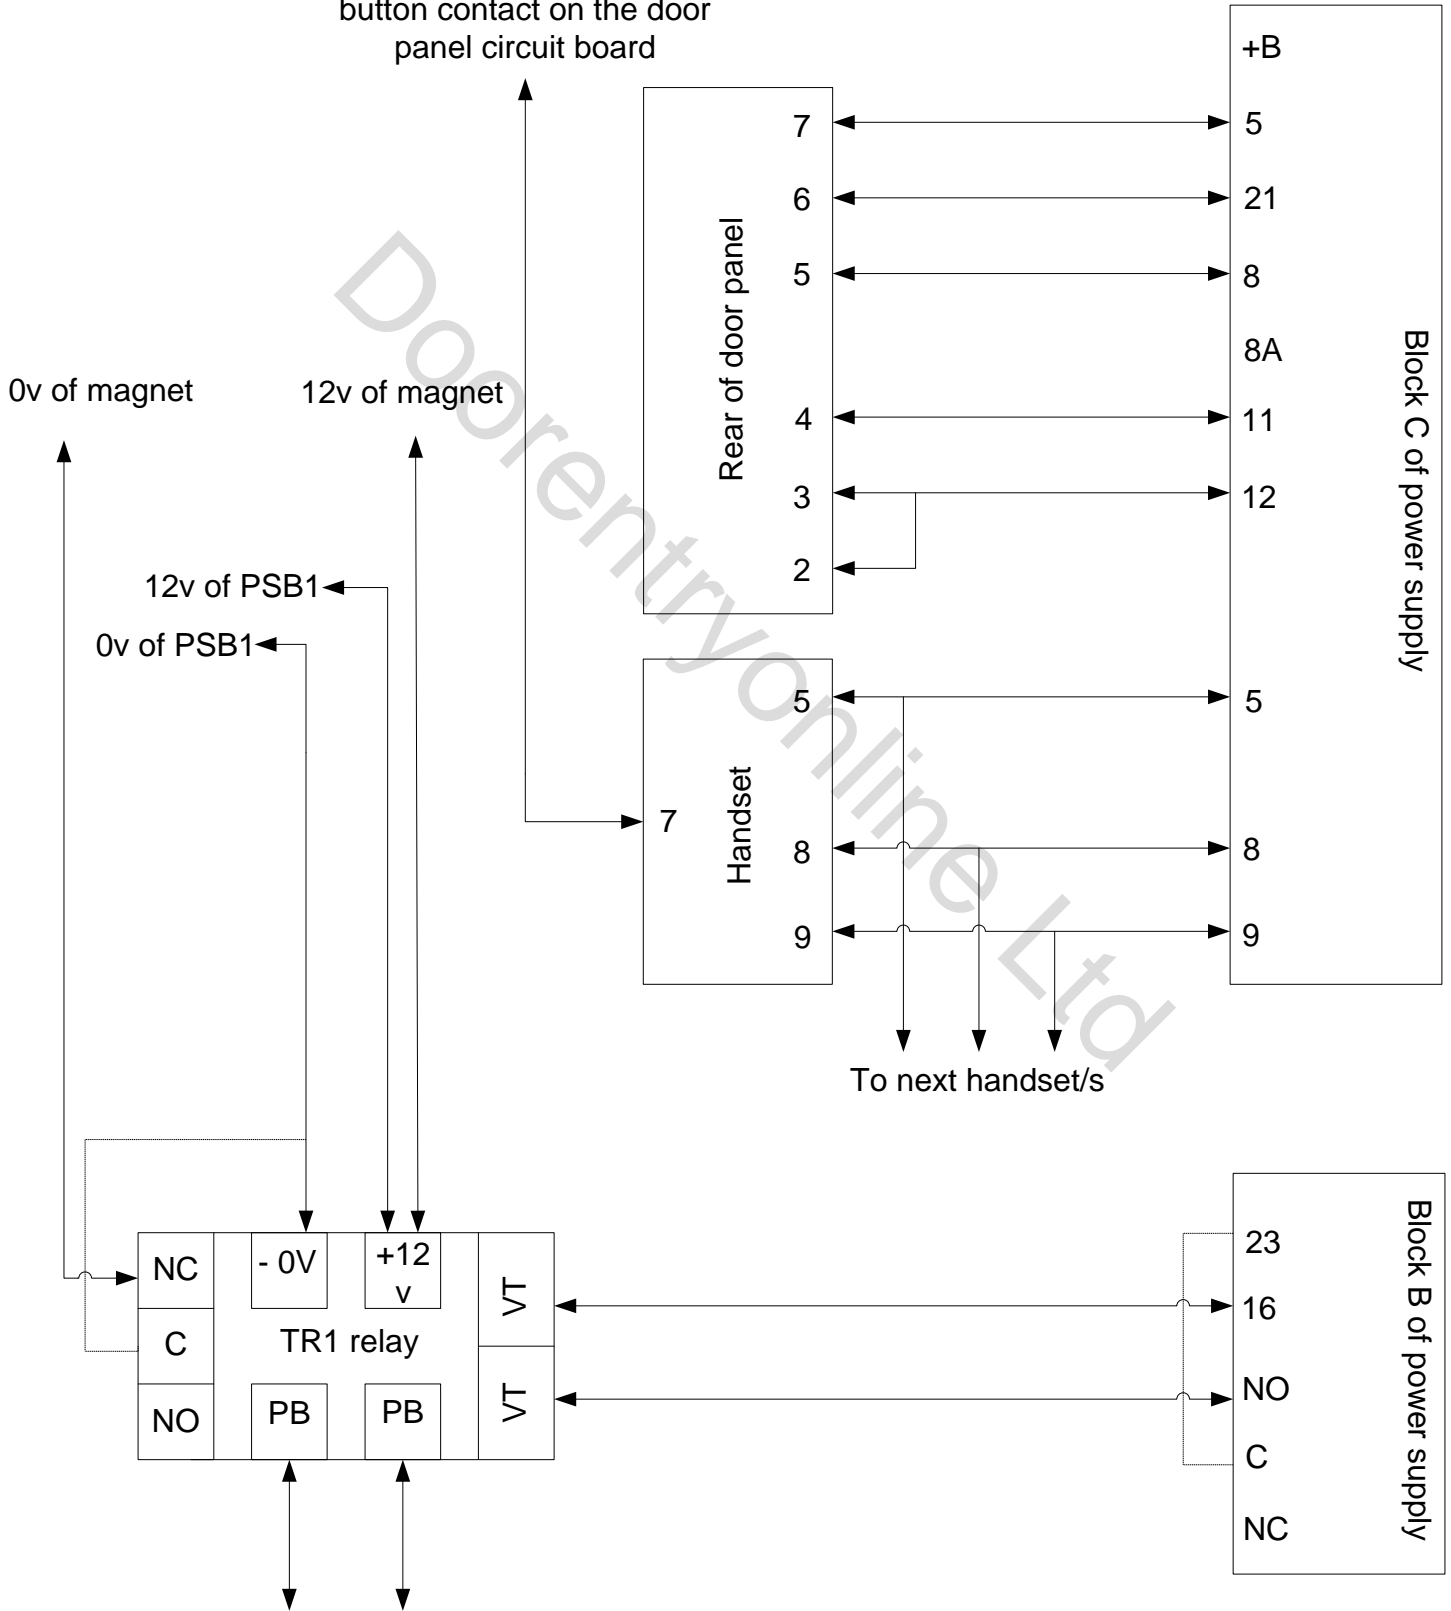 button contact on the door
panel circuit board
+B
7
5
6
21
5
8
8A
4
11
3
12
2
Rear of door panel
Block C of power supply
0v of magnet
12v of magnet
12v of PSB1
0v of PSB1
5
5
7
Handset
8
8
9
9
To next handset/s
NC
- 0V
+12
v
VT
C
TR1 relay
NO
PB
PB
VT
23
16
NO
C
NC
Block B of power supply
Doorentryonline Ltd